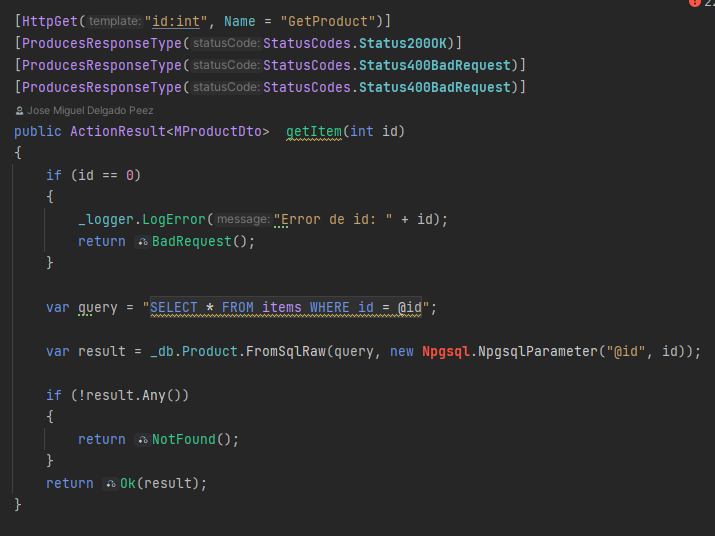 22
[HttpGet(template:"id:int", Name = "GetProduct")]
[ProducesResponseType(statusCode:StatusCodes.Status200OK)]
[ProducesResponseType(statusCode:StatusCodes.Status400BadRequest)]
[ProducesResponseType(statusCode:StatusCodes.Status400BadRequest)]
Jose Miguel Delgado Peez
public ActionResult<MProductDto>  getItem(int id)
{
if (id == 0)
{
_logger.LogError(message:"Error de id: " + id);
return BadRequest();
}
var query = "SELECT * FROM items WHERE id = @id";
var result = _db.Product.FromSqlRaw(query, new Npgsql.NpgsqlParameter("@id", id));
if (!result.Any())
{
return NotFound();
}
return Ok(result);
}